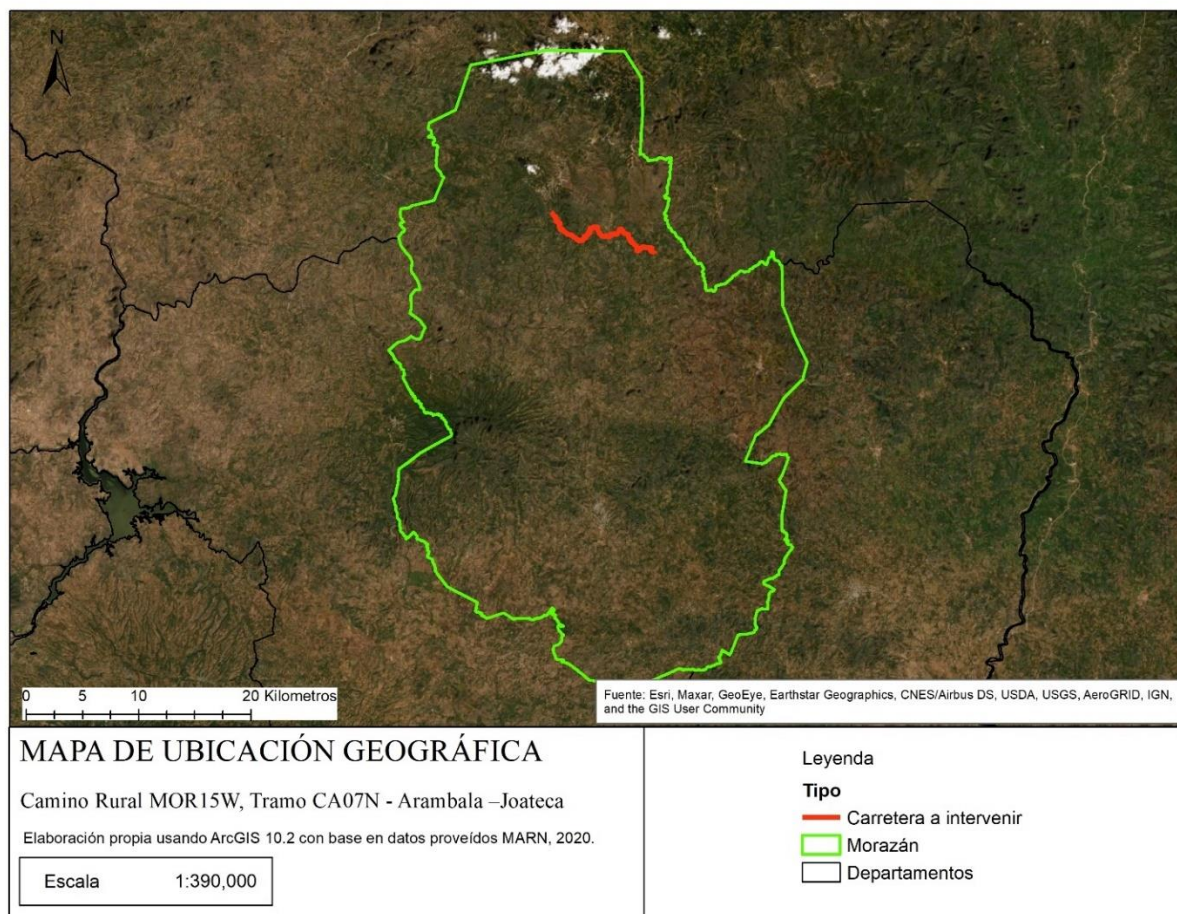 N
0 5 10 20 Kilometros
Fuente: Esri, Maxar, GeoEye, Earthstar Geographics, CNES/Airbus DS, USDA, USGS, AeroGRID, IGN,
and the GIS User Community
MAPA DE UBICACIÓN GEOGRÁFICA
Camino Rural MOR15W, Tramo CA07N - Arambala –Joateca
Elaboración propia usando ArcGIS 10.2 con base en datos proveídos MARN, 2020.
Escala 1:390,000
Leyenda
Tipo
Carretera a intervenir
Morazán
Departamentos